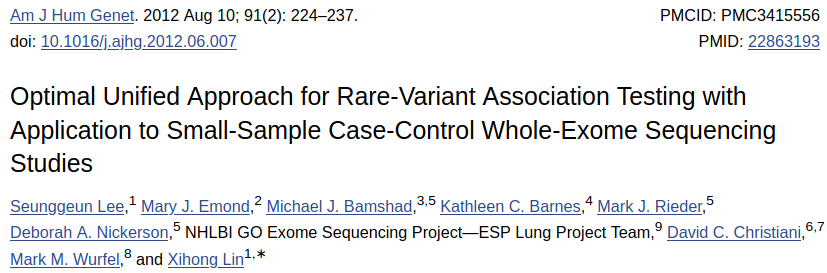 Am J Hum Genet. 2012 Aug 10; 91(2): 224–237. PMCID: PMC3415556
doi: 10.1016/j.ajhg.2012.06.007 PMID: 22863193
Optimal Unified Approach for Rare-Variant Association Testing with
Application to Small-Sample Case-Control Whole-Exome Sequencing
Studies
Seunggeun Lee,1 Mary J. Emond,2 Michael J. Bamshad,3,5 Kathleen C. Barnes,4 Mark J. Rieder,5
Deborah A. Nickerson,5 NHLBI GO Exome Sequencing Project—ESP Lung Project Team,9 David C. Christiani,6,7
Mark M. Wurfel,8 and Xihong Lin1,∗